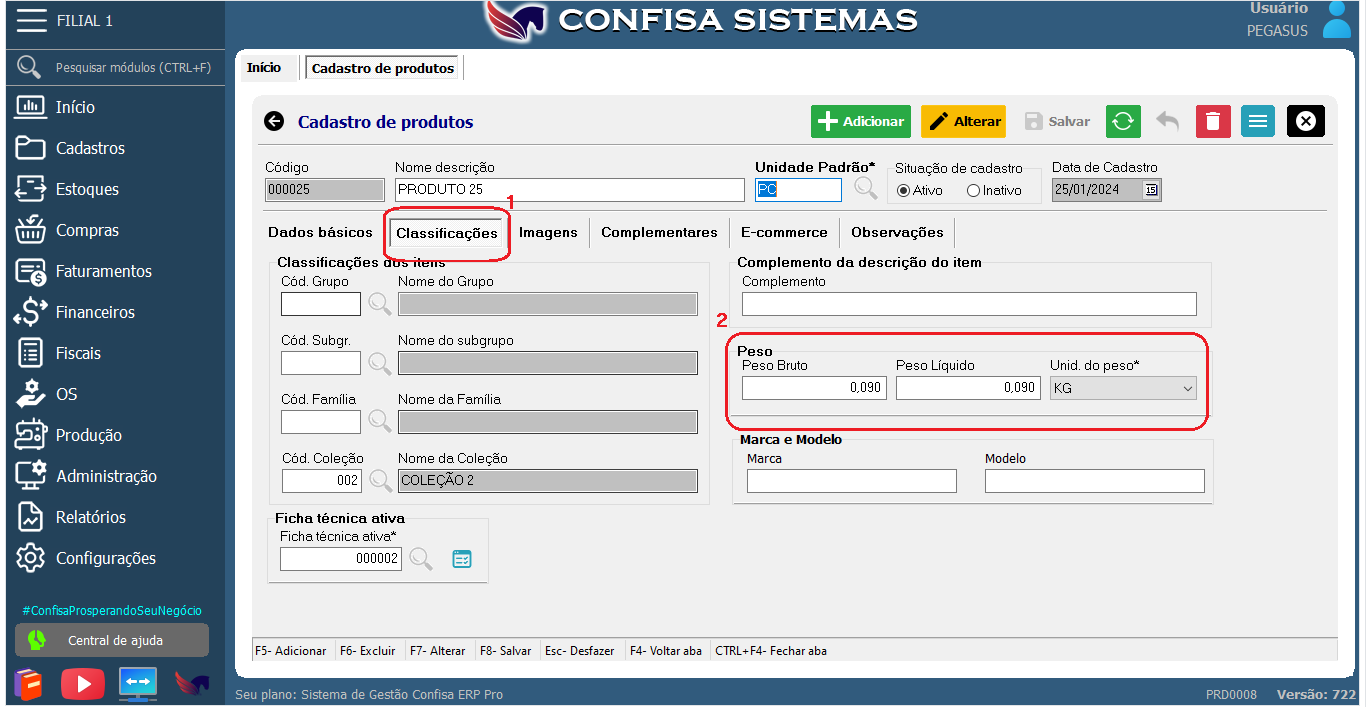 FILIAL 1
CONFISA SISTEMAS
Usuário
PEGASUS
Pesquisar módulos (CTRL+F)
Início
Cadastros
Estoques
Compras
Faturamentos
Financeiros
Fiscais
OS
Produção
Administração
Relatórios
Configurações
#ConfisaProsperandoSeuNegócio
Central de ajuda
Início Cadastro de produtos
Cadastro de produtos
Adicionar Alterar Salvar
Código Nome descrição Unidade Padrão* Situação de cadastro Data de Cadastro
000025 PRODUTO 25 PC Ativo Inativo 25/01/2024 15
1
Dados básicos Classificações Imagens Complementares E-commerce Observações
Classificações dos itens
Cód. Grupo Nome do Grupo
Cód. Subgr. Nome do subgrupo
Cód. Família Nome da Família
Cód. Coleção Nome da Coleção
002 COLEÇÃO 2
Ficha técnica ativa
Ficha técnica ativa*
000002
Complemento da descrição do item
Complemento
2
Peso
Peso Bruto Peso Líquido Unid. do peso*
0,090 0,090 KG
Marca e Modelo
Marca Modelo
F5- Adicionar F6- Excluir F7- Alterar F8- Salvar Esc- Desfazer F4- Voltar aba CTRL+F4- Fechar aba
Seu plano: Sistema de Gestão Confisa ERP Pro PRD0008 Versão: 722